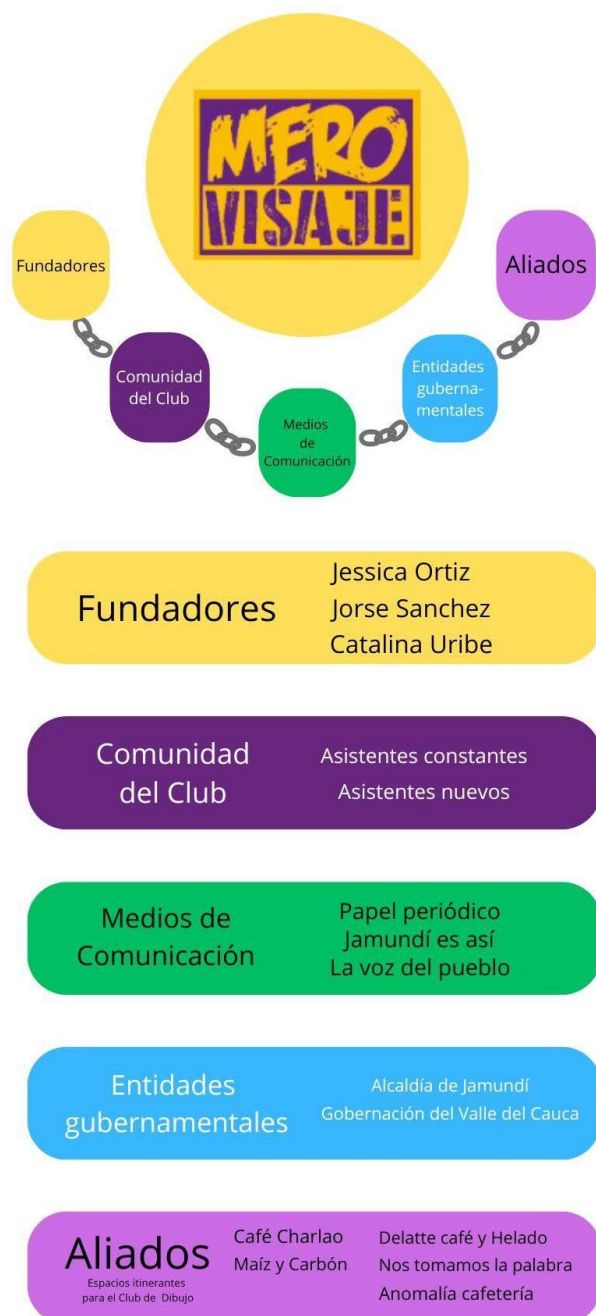 MERO
VISAJE
Fundadores
Aliados
Comunidad
del Club
Entidades
guberna-
mentales
Medios
de
Comunicación
Fundadores
Jessica Ortiz
Jorse Sanchez
Catalina Uribe
Comunidad
del Club
Asistentes constantes
Asistentes nuevos
Medios de
Comunicación
Papel periódico
Jamundí es así
La voz del pueblo
Entidades
gubernamentales
Alcaldía de Jamundí
Gobernación del Valle del Cauca
Aliados
Espacios itinerantes
para el Club de Dibujo
Café Charlao
Maíz y Carbón
Delatte café y Helado
Nos tomamos la palabra
Anomalía cafetería